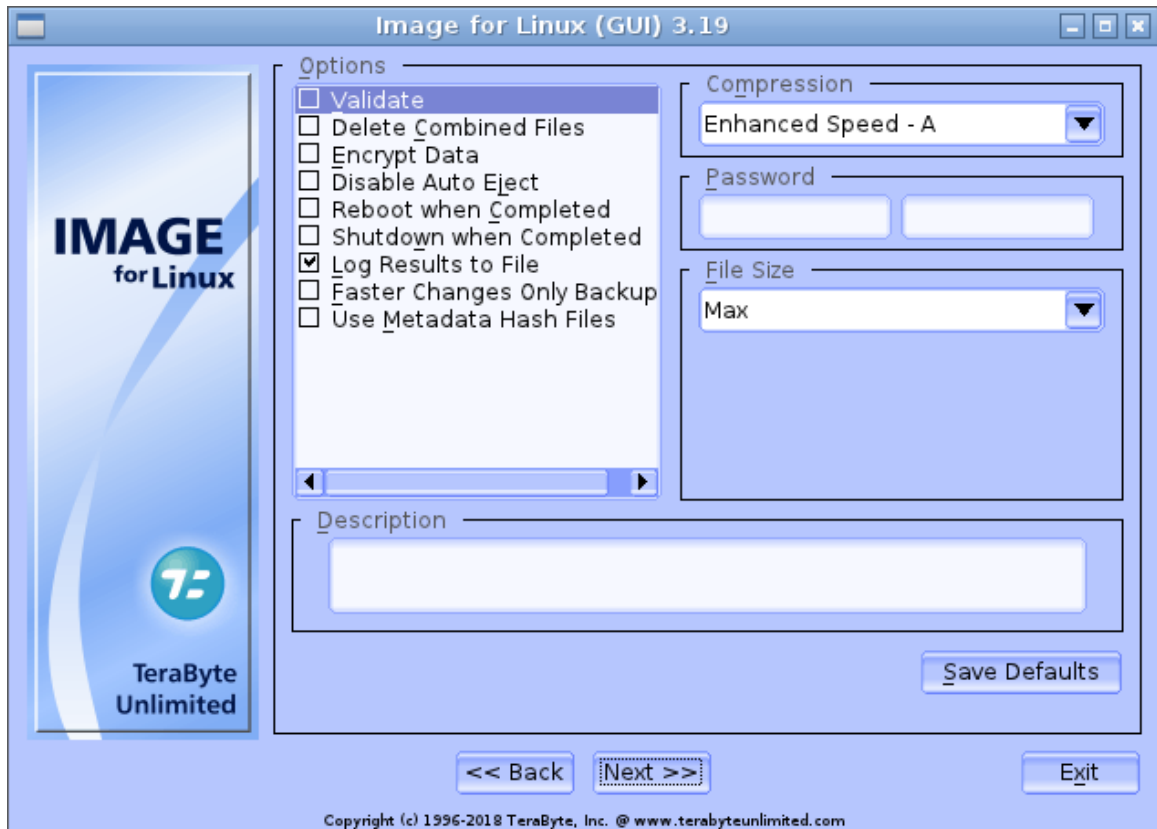 Image for Linux (GUI) 3.19
IMAGE
for Linux
TeraByte
Unlimited
Options
Validate
Delete Combined Files
Encrypt Data
Disable Auto Eject
Reboot when Completed
Shutdown when Completed
Log Results to File
Faster Changes Only Backup
Use Metadata Hash Files
Compression
Enhanced Speed - A
Password
File Size
Max
Description
Save Defaults
<< Back
Next >>
Exit
Copyright (c) 1996-2018 TeraByte, Inc. @ www.terabyteunlimited.com